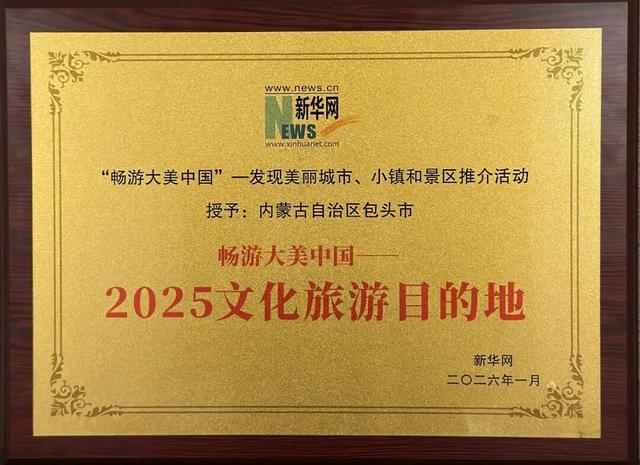 www.news.cn
新华网
NEWS
www.xinhuanet.com
“畅游大美中国”—发现美丽城市、小镇和景区推介活动
授予：内蒙古自治区包头市
畅游大美中国——
2025文化旅游目的地
新华网
二〇二六年一月